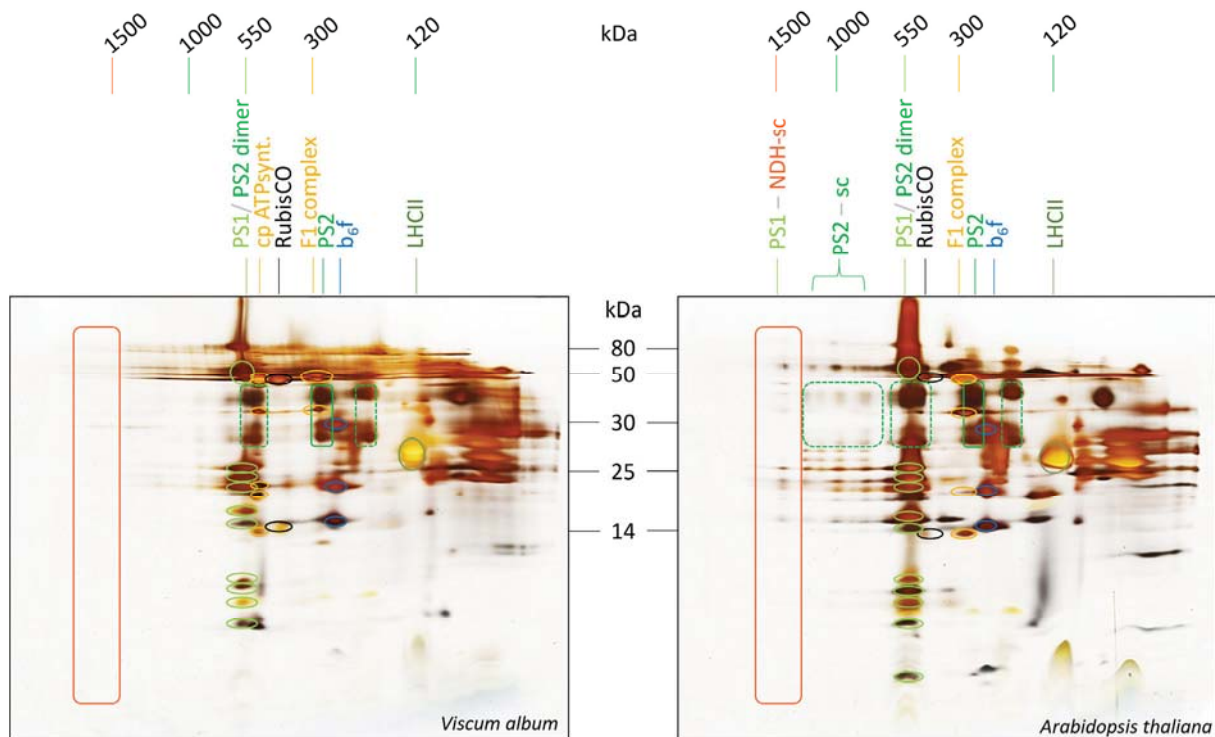 1500
1000
550
300
120
kDa
1500
1000
550
300
120
PS1/ PS2 dimer
cp ATPsynt.
RubisCO
F1 complex
PS2
b6f
LHCII
PS1 – NDH-sc
PS2 – sc
PS1/ PS2 dimer
RubisCO
F1 complex
PS2
b6f
LHCII
kDa
80
50
30
25
14
Viscum album
Arabidopsis thaliana